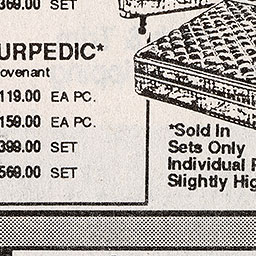 369.00 SET
URPEDIC*
ovenant
119.00 EA PC.
159.00 EA PC.
399.00 SET
569.00 SET
*Sold In
Sets Only
Individual P
Slightly Hig